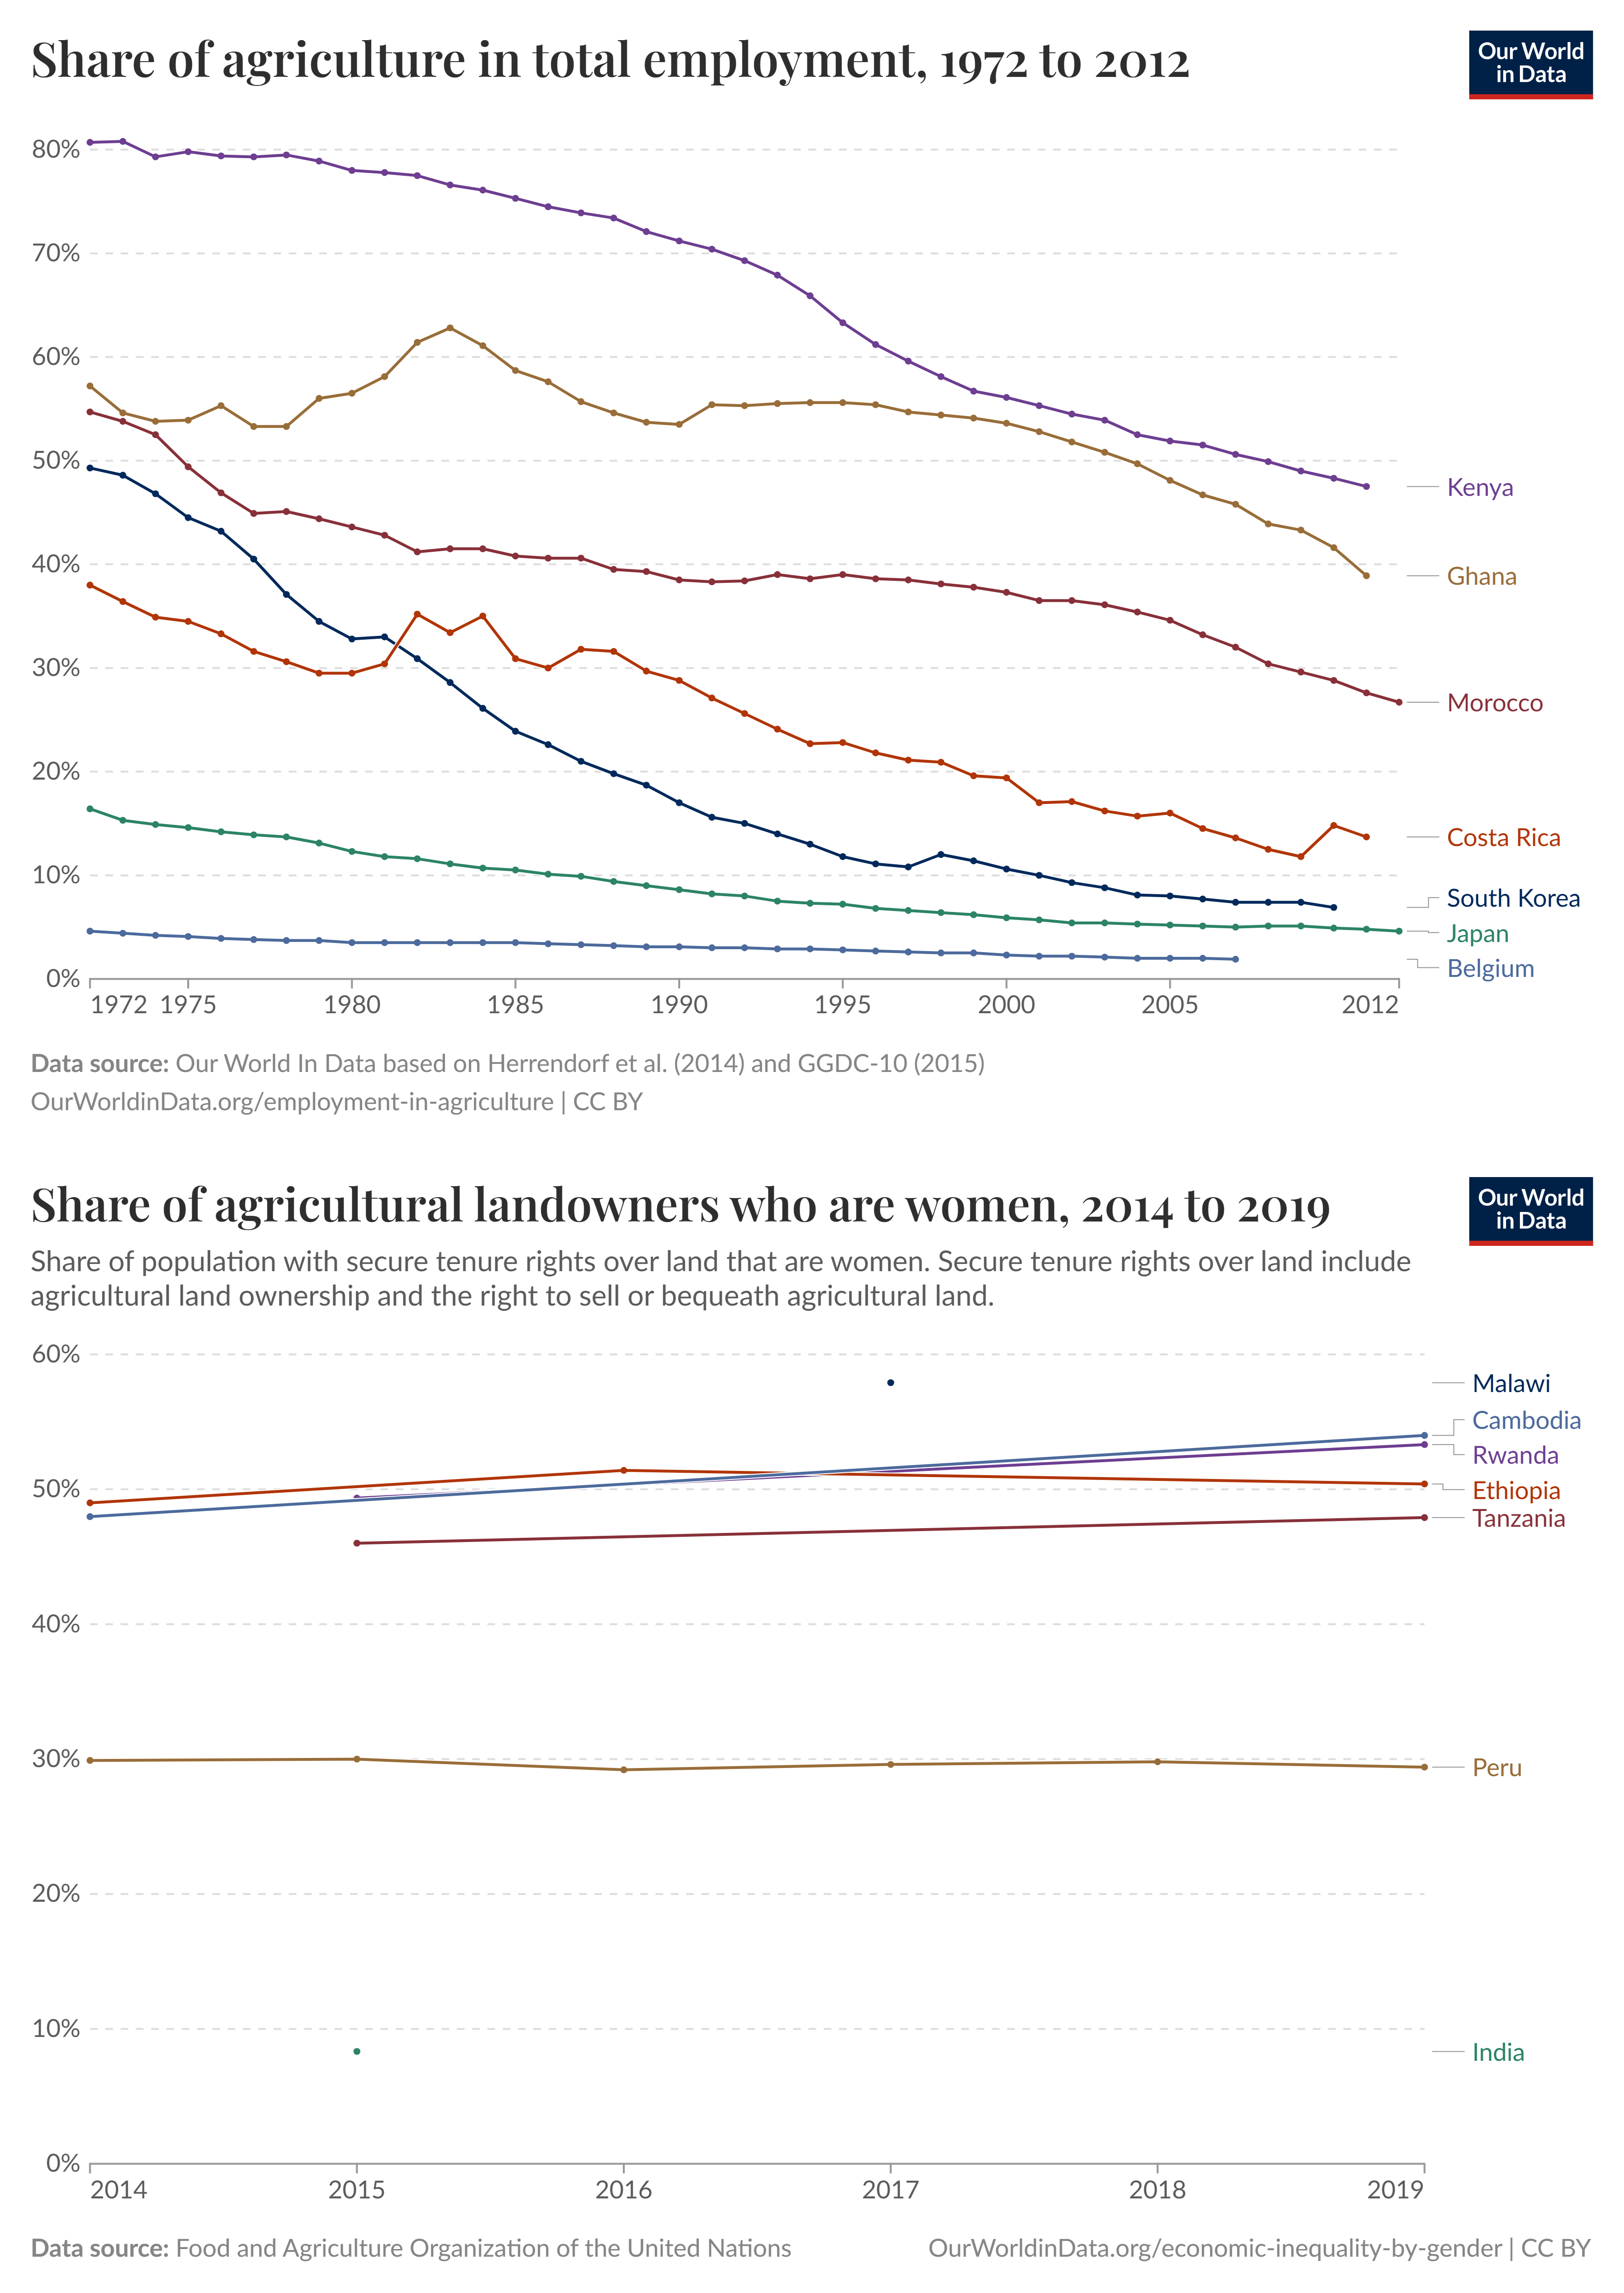 Share of agriculture in total employment, 1972 to 2012
Our World
in Data
80%
70%
60%
50%
40%
30%
20%
10%
0%
Kenya
Ghana
Morocco
Costa Rica
South Korea
Japan
Belgium
1972 1975 1980 1985 1990 1995 2000 2005 2012
Data source: Our World In Data based on Herrendorf et al. (2014) and GGDC-10 (2015)
OurWorldinData.org/employment-in-agriculture | CC BY
Share of agricultural landowners who are women, 2014 to 2019
Our World
in Data
Share of population with secure tenure rights over land that are women. Secure tenure rights over land include
agricultural land ownership and the right to sell or bequeath agricultural land.
60%
50%
40%
30%
20%
10%
0%
Malawi
Cambodia
Rwanda
Ethiopia
Tanzania
Peru
India
2014 2015 2016 2017 2018 2019
Data source: Food and Agriculture Organization of the United Nations
OurWorldinData.org/economic-inequality-by-gender | CC BY